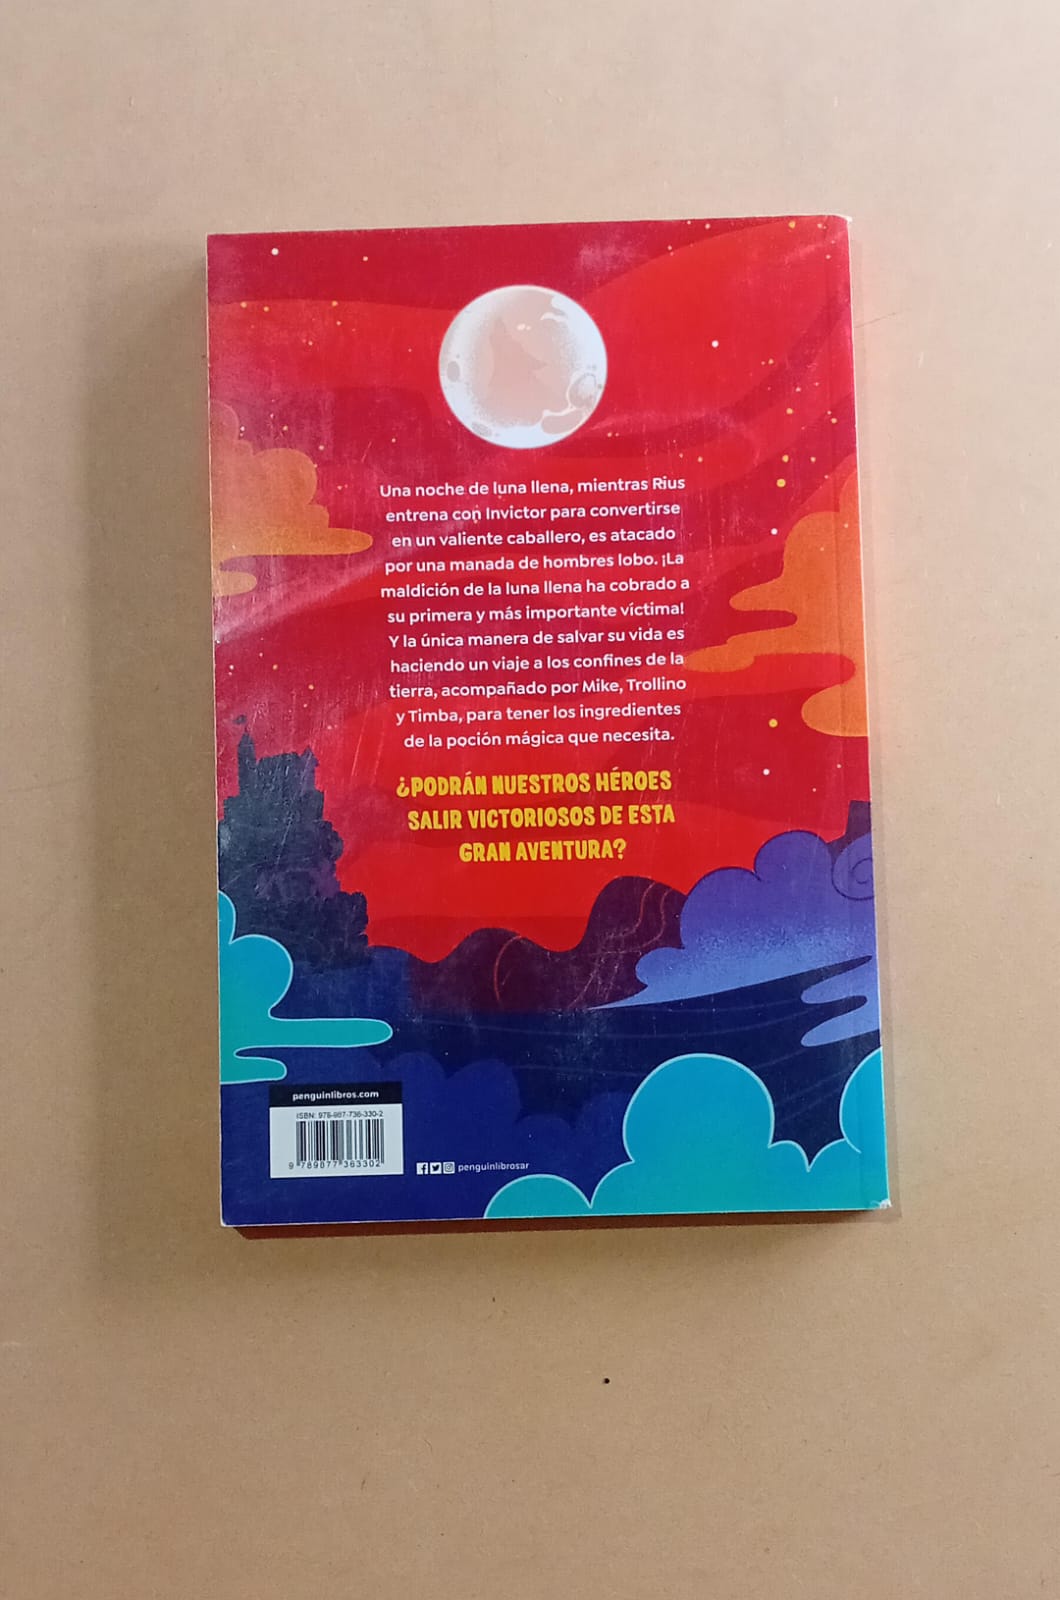 Una noche de luna llena, mientras Rius
entrena con Invictor para convertirse
en un valiente caballero, es atacado
por una manada de hombres lobo. ¡La
maldición de la luna llena ha cobrado a
su primera y más importante víctima!
Y la única manera de salvar su vida es
haciendo un viaje a los confines de la
tierra, acompañado por Mike, Trollino
y Timba, para tener los ingredientes
de la poción mágica que necesita.
¿PODRÁN NUESTROS HÉROES
SALIR VICTORIOSOS DE ESTA
GRAN AVENTURA?
penguinlibros.com
ISBN: 978-987-736-330-2
9 789877 363302
penguinlibrosar